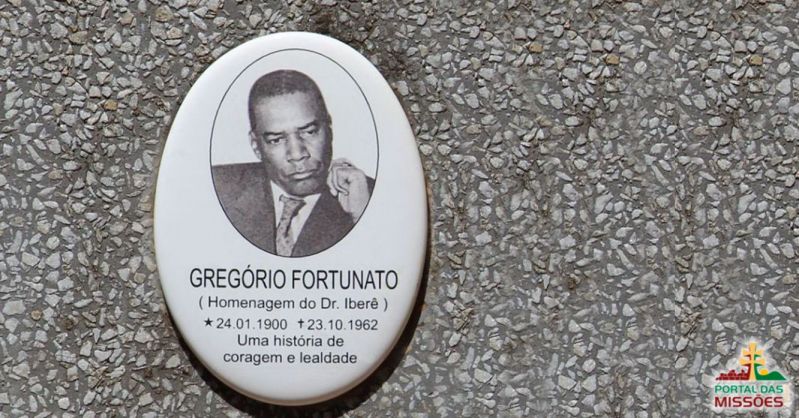 GREGÓRIO FORTUNATO
( Homenagem do Dr. Iberê )
★24.01.1900 ✝23.10.1962
Uma história de
coragem e lealdade
PORTAL DAS
MISSÕES